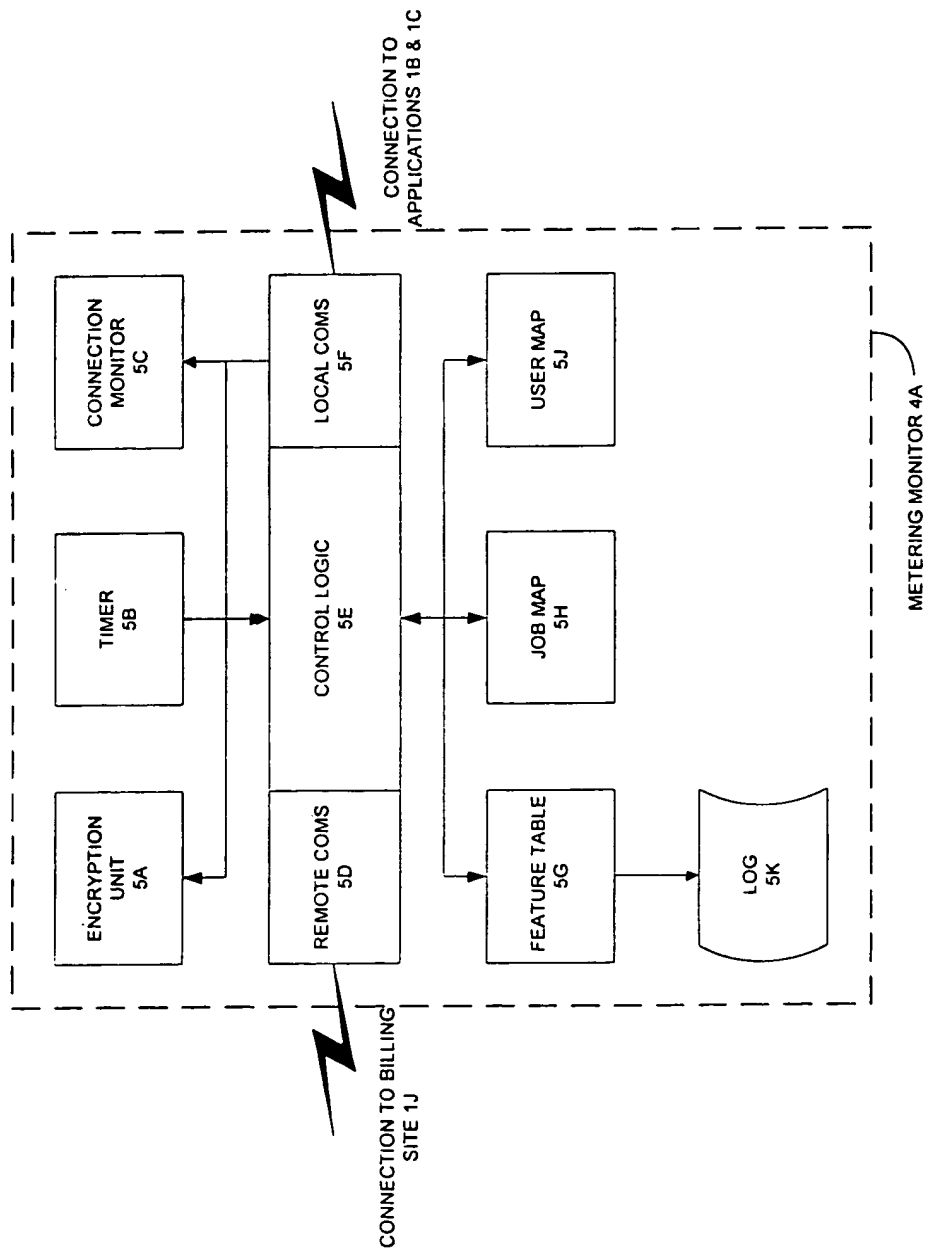 ENCRYPTION
UNIT
5A
TIMER
5B
CONNECTION
MONITOR
5C
CONNECTION TO BILLING
SITE 1J
REMOTE COMS
5D
CONTROL LOGIC
5E
LOCAL COMS
5F
CONNECTION TO
APPLICATIONS 1B & 1C
FEATURE TABLE
5G
JOB MAP
5H
USER MAP
5J
LOG
5K
METERING MONITOR 4A